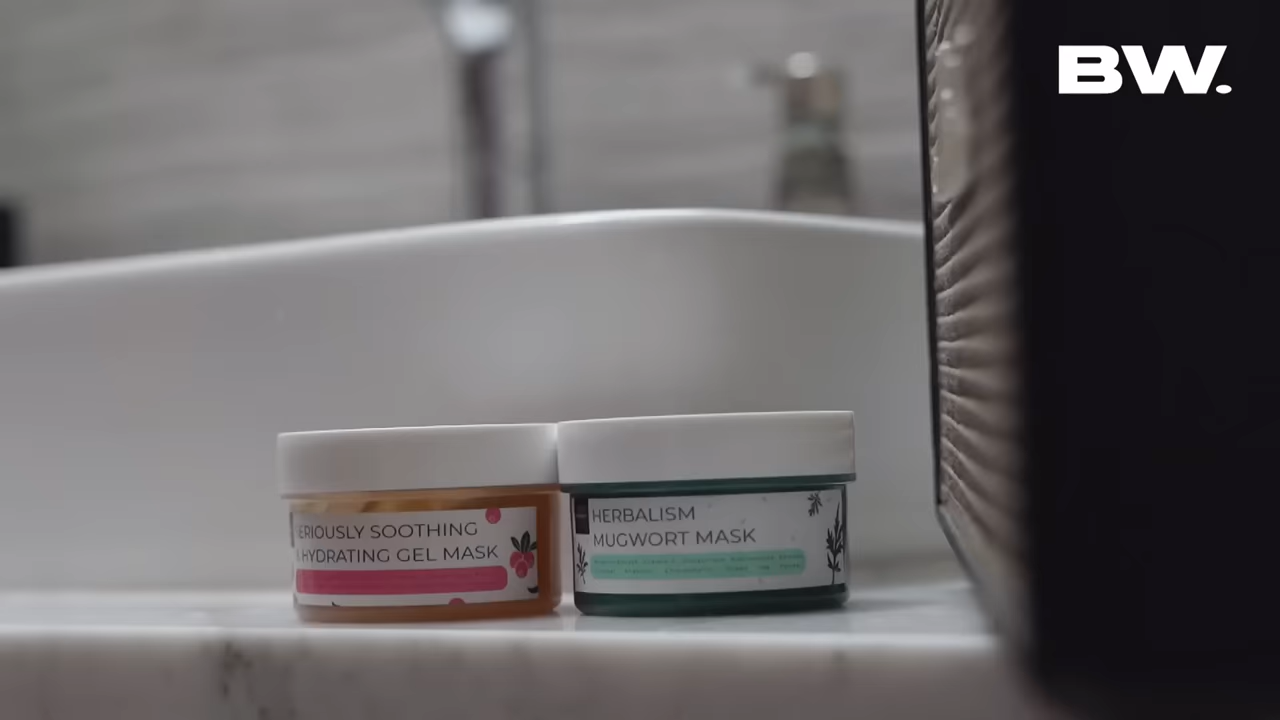 BW.
ERIOUSLY SOOTHING
HYDRATING GEL MASK
HERBALISM
MUGWORT MASK